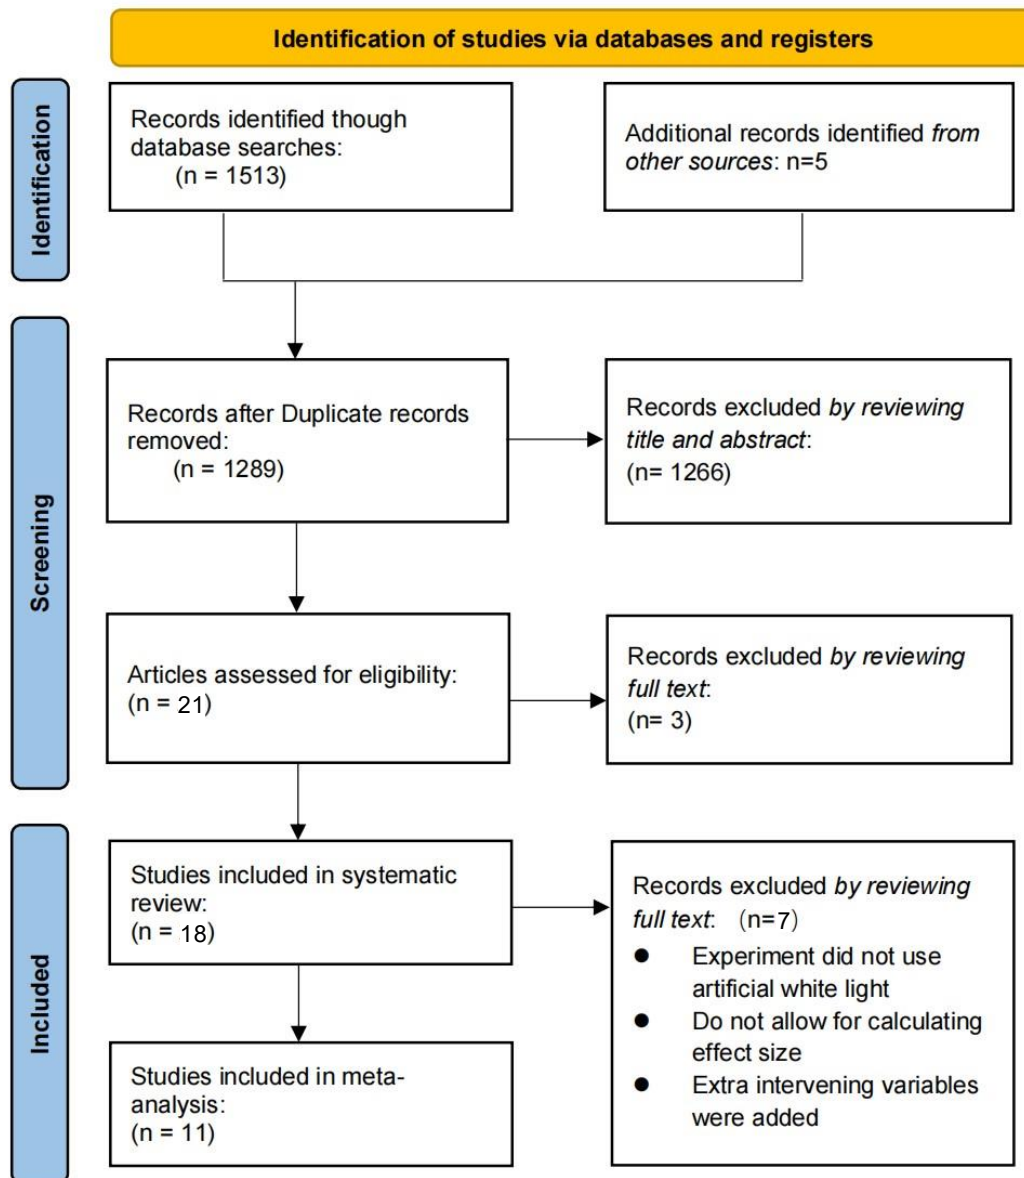 Identification of studies via databases and registers
Identification
Records identified though
database searches:
(n = 1513)
Additional records identified from
other sources: n=5
Screening
Records after Duplicate records
removed:
(n = 1289)
Records excluded by reviewing
title and abstract:
(n= 1266)
Articles assessed for eligibility:
(n = 21)
Records excluded by reviewing
full text:
(n= 3)
Included
Studies included in systematic
review:
(n = 18)
Records excluded by reviewing
full text: (n=7)
● Experiment did not use
artificial white light
● Do not allow for calculating
effect size
● Extra intervening variables
were added
Studies included in meta-
analysis:
(n = 11)